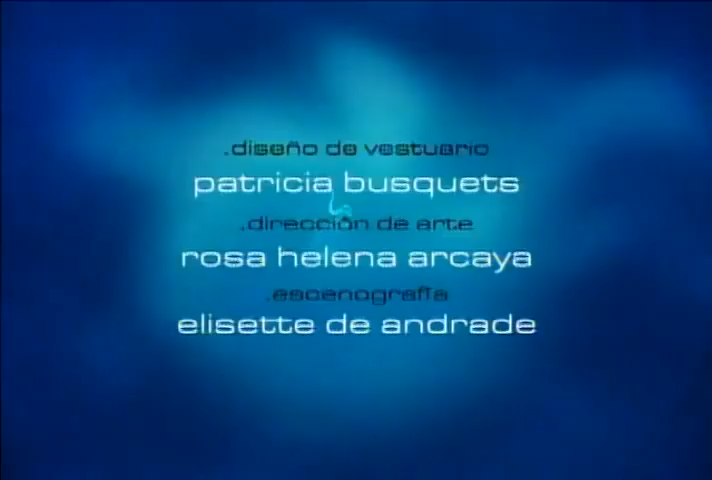 .diseño de vestuario
patricia busquets
.dirección de arte
rosa helena arcaya
.escenografía
elisette de andrade